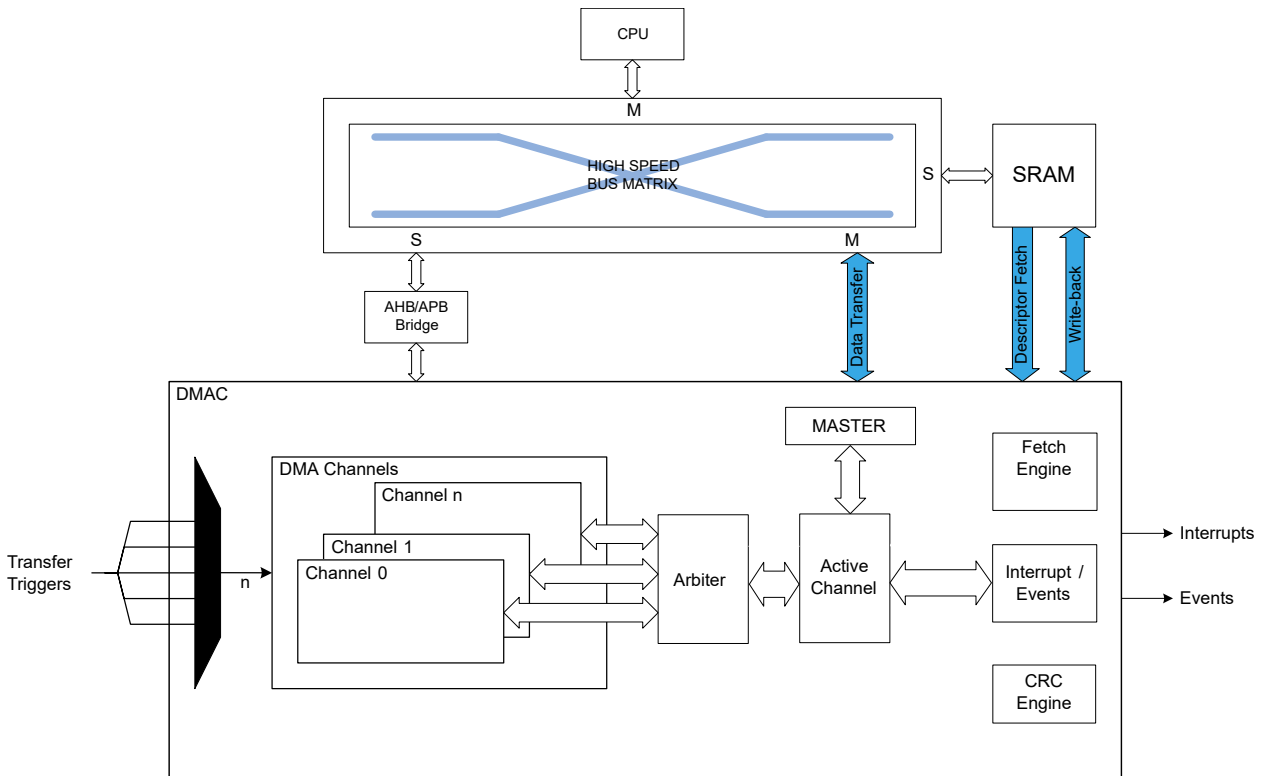 CPU
M
HIGH SPEED
BUS MATRIX
S
SRAM
S
M
AHB/APB
Bridge
Data Transfer
Descriptor Fetch
Write-back
DMAC
MASTER
Fetch
Engine
DMA Channels
Channel n
Channel 1
Channel 0
Transfer
Triggers
n
Arbiter
Active
Channel
Interrupt /
Events
Interrupts
Events
CRC
Engine